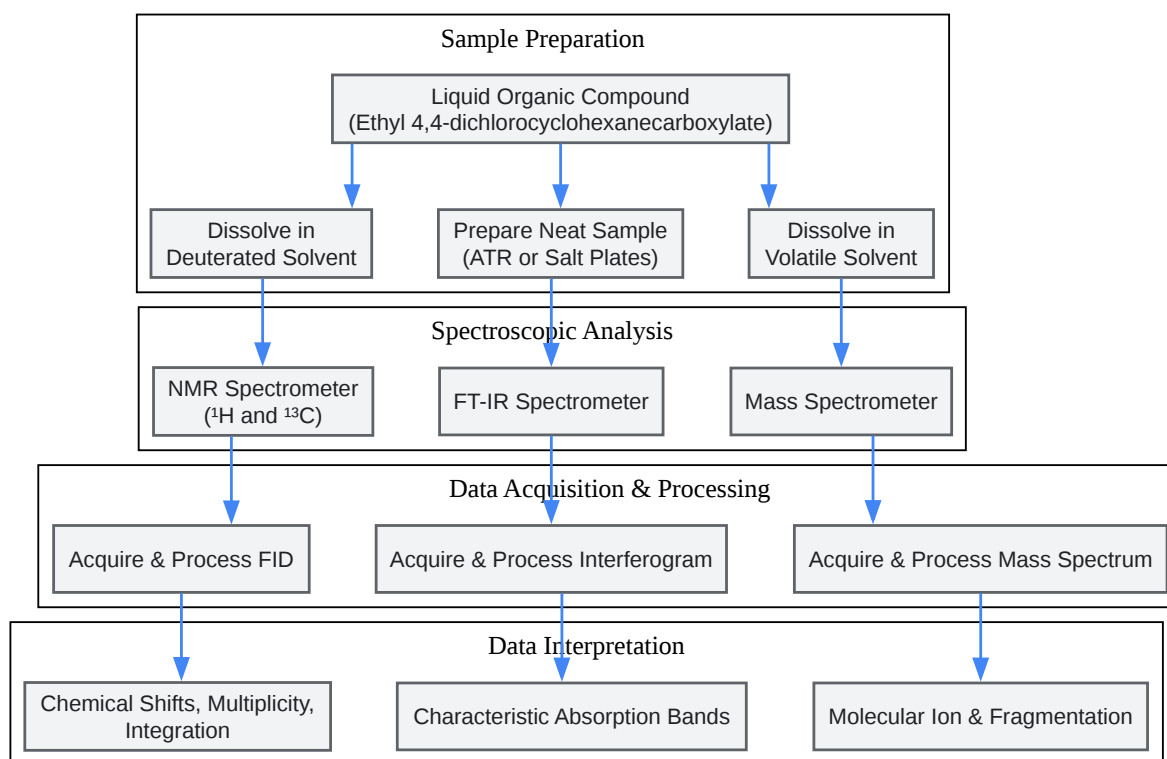 Sample Preparation
Liquid Organic Compound
(Ethyl 4,4-dichlorocyclohexanecarboxylate)
Dissolve in
Deuterated Solvent
Prepare Neat Sample
(ATR or Salt Plates)
Dissolve in
Volatile Solvent
Spectroscopic Analysis
NMR Spectrometer
(¹H and ¹³C)
FT-IR Spectrometer
Mass Spectrometer
Data Acquisition & Processing
Acquire & Process FID
Acquire & Process Interferogram
Acquire & Process Mass Spectrum
Data Interpretation
Chemical Shifts, Multiplicity,
Integration
Characteristic Absorption Bands
Molecular Ion & Fragmentation